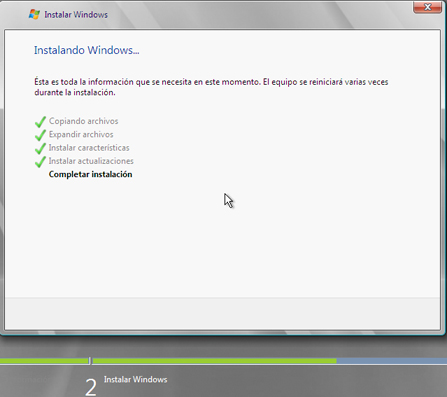 Instalar Windows
Instalando Windows...
Ésta es toda la información que se necesita en este momento. El equipo se reiniciará varias veces
durante la instalación.
Copiando archivos
Expandir archivos
Instalar características
Instalar actualizaciones
Completar instalación
2 Instalar Windows